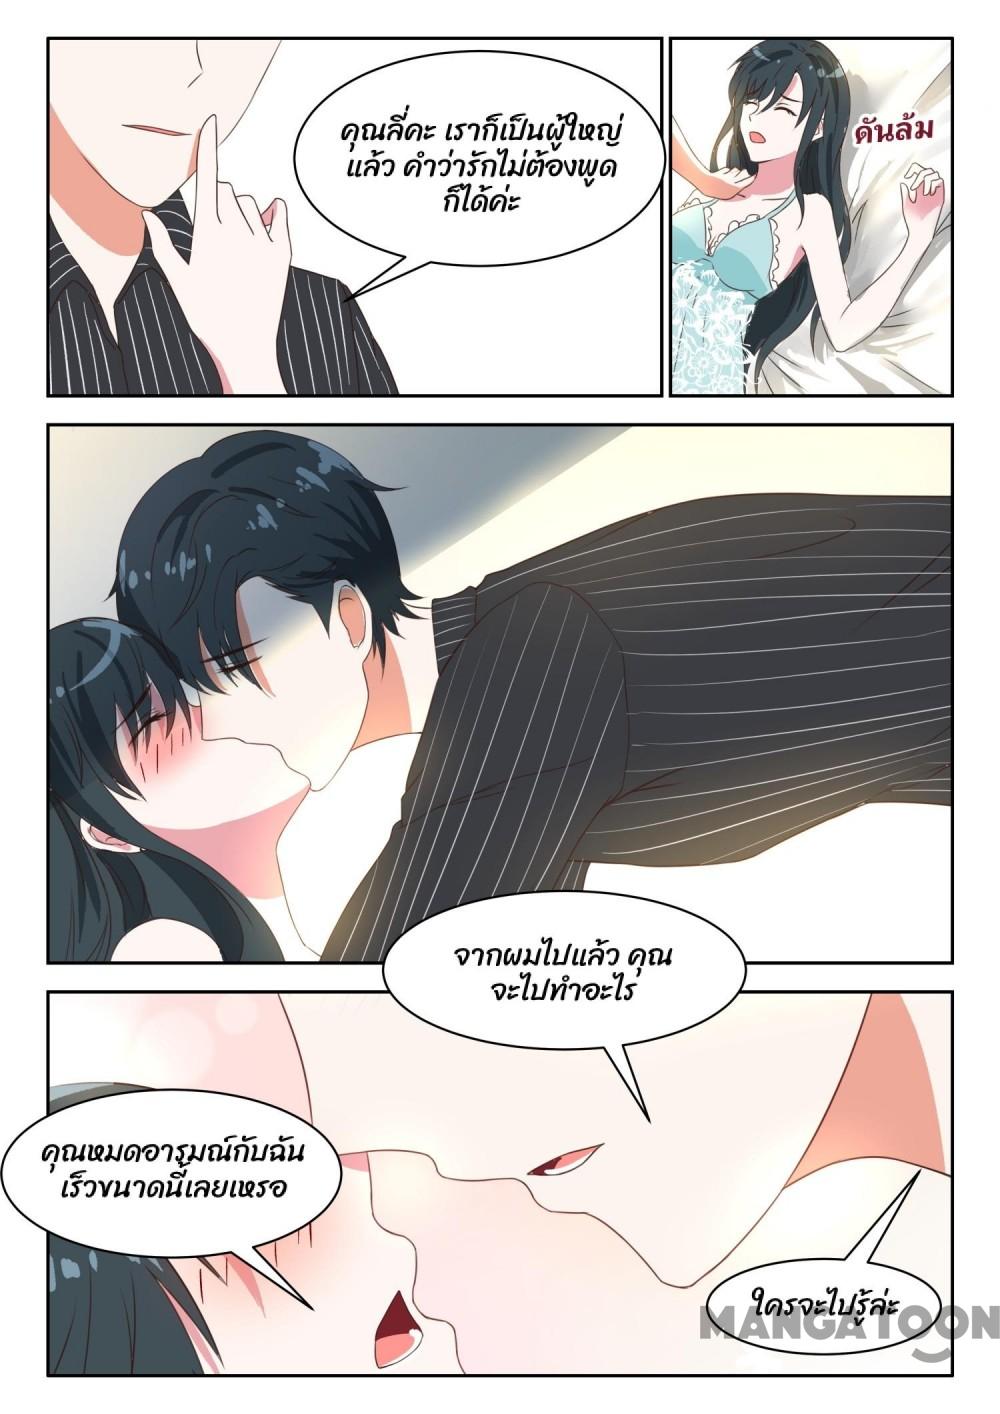 คุณลี่คะ เราก็เป็นผู้ใหญ่
แล้ว คำว่ารักไม่ต้องพูด
ก็ได้ค่ะ
ดันล้ม
จากผมไปแล้ว คุณ
จะไปทำอะไร
คุณหมดอารมณ์กับฉัน
เร็วขนาดนี้เลยเหรอ
ใครจะไปรู้ล่ะ
MANGATOON